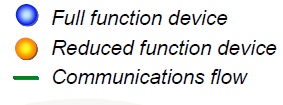 Full function device
Reduced function device
Communications flow